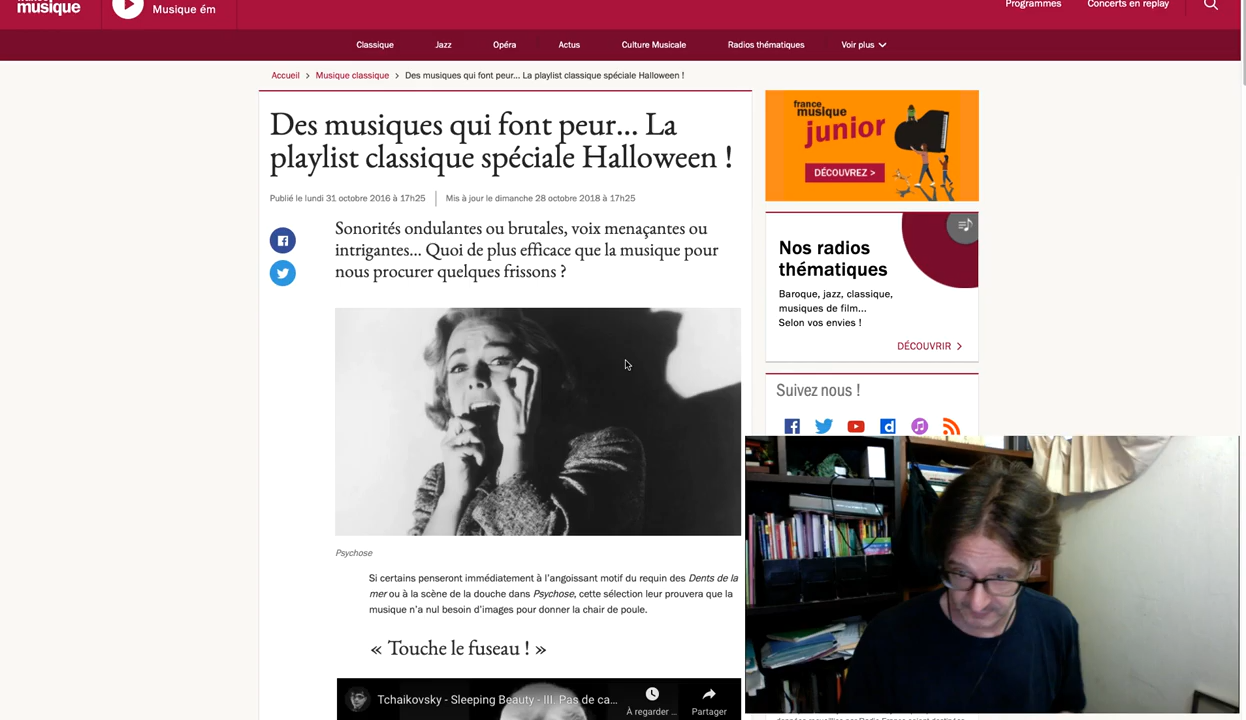 musique
Musique ém
Programmes
Concerts en replay
Classique
Jazz
Opéra
Actus
Culture Musicale
Radios thématiques
Voir plus
Accueil > Musique classique > Des musiques qui font peur... La playlist classique spéciale Halloween !
Des musiques qui font peur... La
playlist classique spéciale Halloween !
Publié le lundi 31 octobre 2016 à 17h25
Mis à jour le dimanche 28 octobre 2018 à 17h25
Sonorités ondulantes ou brutales, voix menaçantes ou
intrigantes... Quoi de plus efficace que la musique pour
nous procurer quelques frissons ?
Psychose
Si certains penseront immédiatement à l'angoissant motif du requin des Dents de la
mer ou à la scène de la douche dans Psychose, cette sélection leur prouvera que la
musique n'a nul besoin d'images pour donner la chair de poule.
« Touche le fuseau ! »
Tchaikovsky - Sleeping Beauty - III. Pas de ca...
À regarder ...
Partager
france
musique
junior
DÉCOUVREZ >
Nos radios
thématiques
Baroque, jazz, classique,
musiques de film...
Selon vos envies !
DÉCOUVRIR >
Suivez nous !